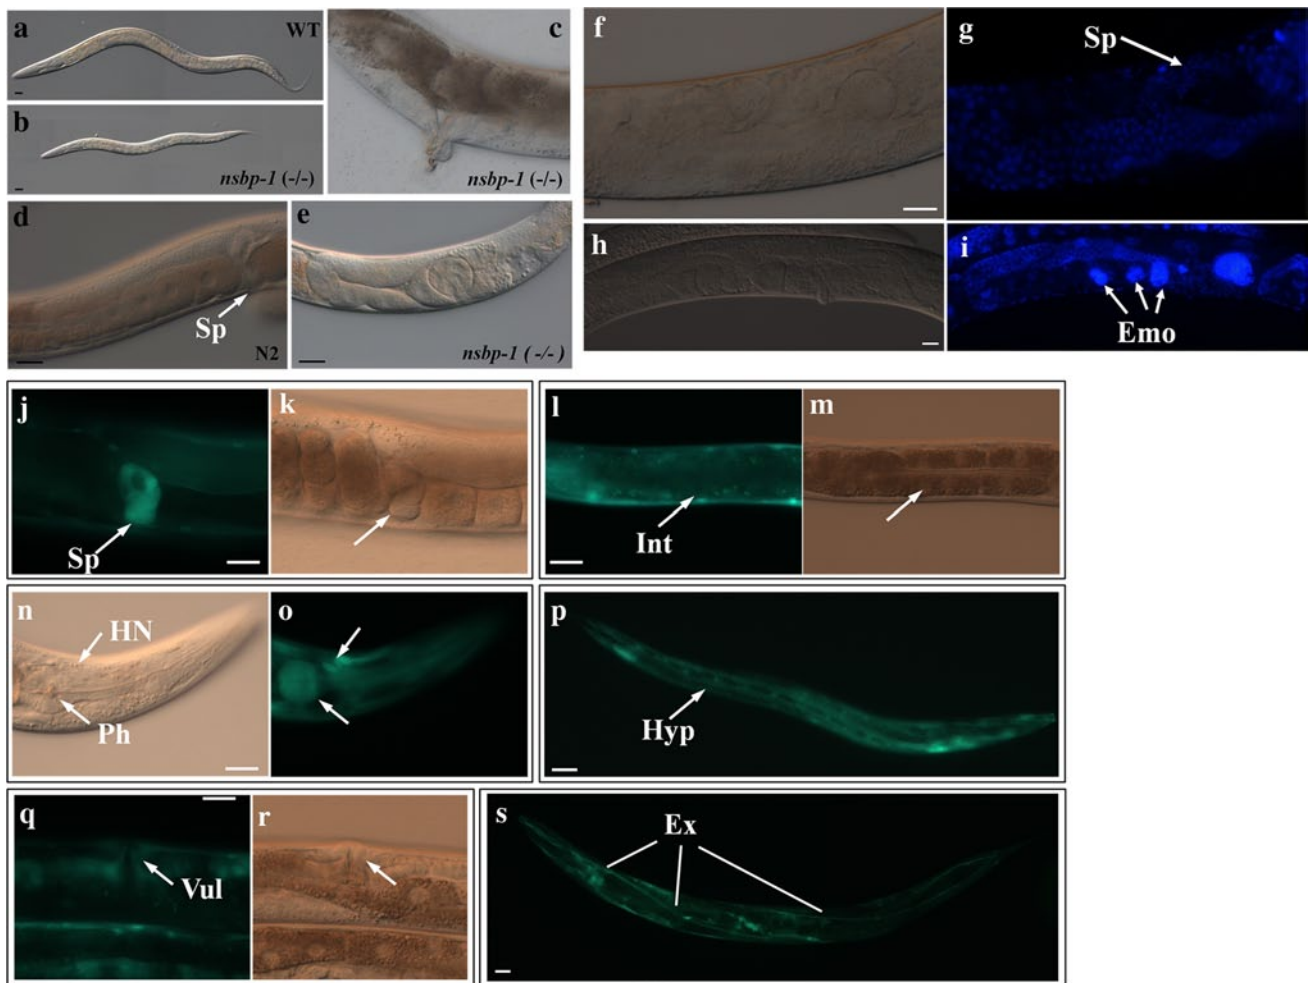 a
WT
b
nsbp-1 (-/-)
c
nsbp-1 (-/-)
d
Sp
N2
e
nsbp-1 ( -/- )
f
g
Sp
h
i
Emo
j
Sp
k
l
Int
m
n
HN
Ph
o
p
Hyp
q
Vul
r
s
Ex